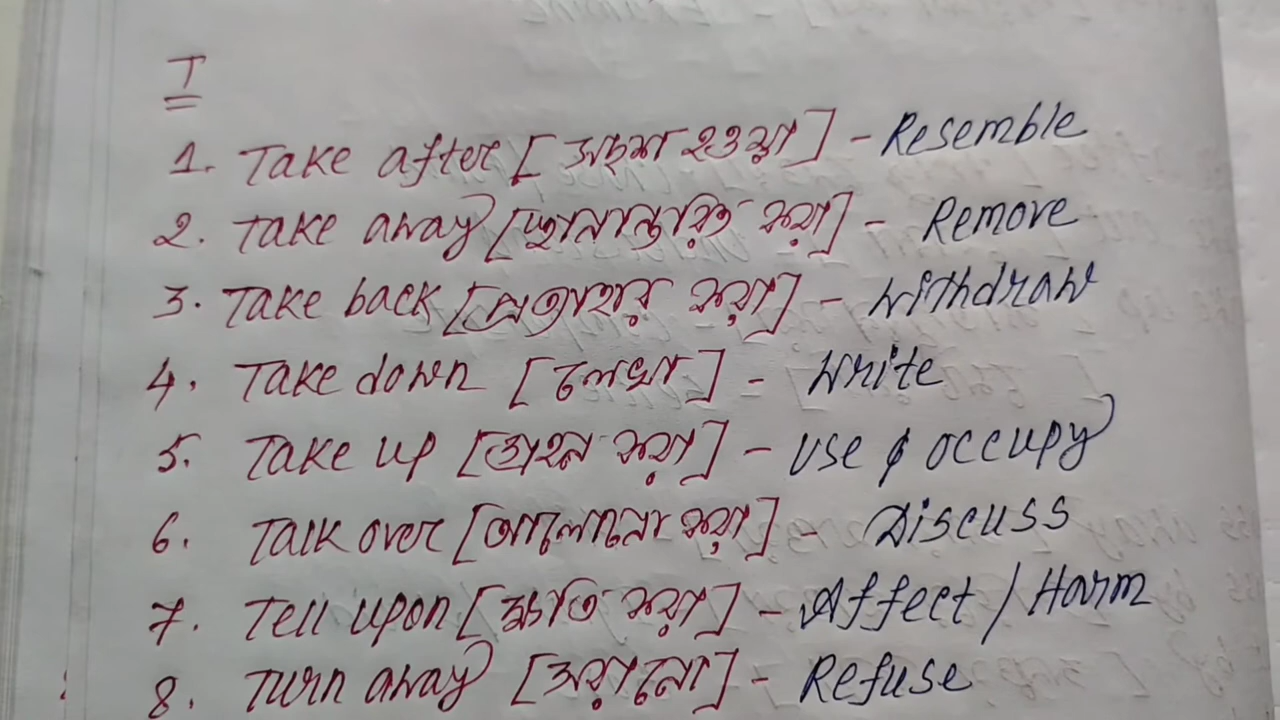 T
1. Take after [সদৃশ হওয়া] - Resemble
2. Take away [স্থানান্তরিত করা] - Remove
3. Take back [প্রত্যাহার করা] - Withdraw
4. Take down [লেখা] - Write
5. Take up [গ্রহন করা] - Use & occupy
6. Talk over [আলোচনা করা] - Discuss
7. Tell upon [ক্ষতি করা] - Affect / Harm
8. Turn away [সরানো] - Refuse